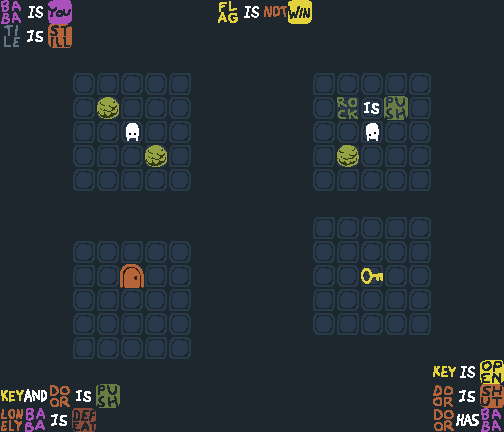 BABA IS YOU
FLAG IS NOT WIN
TILE IS STILL
ROCK IS PUSH
KEY AND DOOR IS PUSH
LONELY BABA IS DEFEAT
KEY IS OPEN
DOOR IS SHUT
DOOR HAS BABA